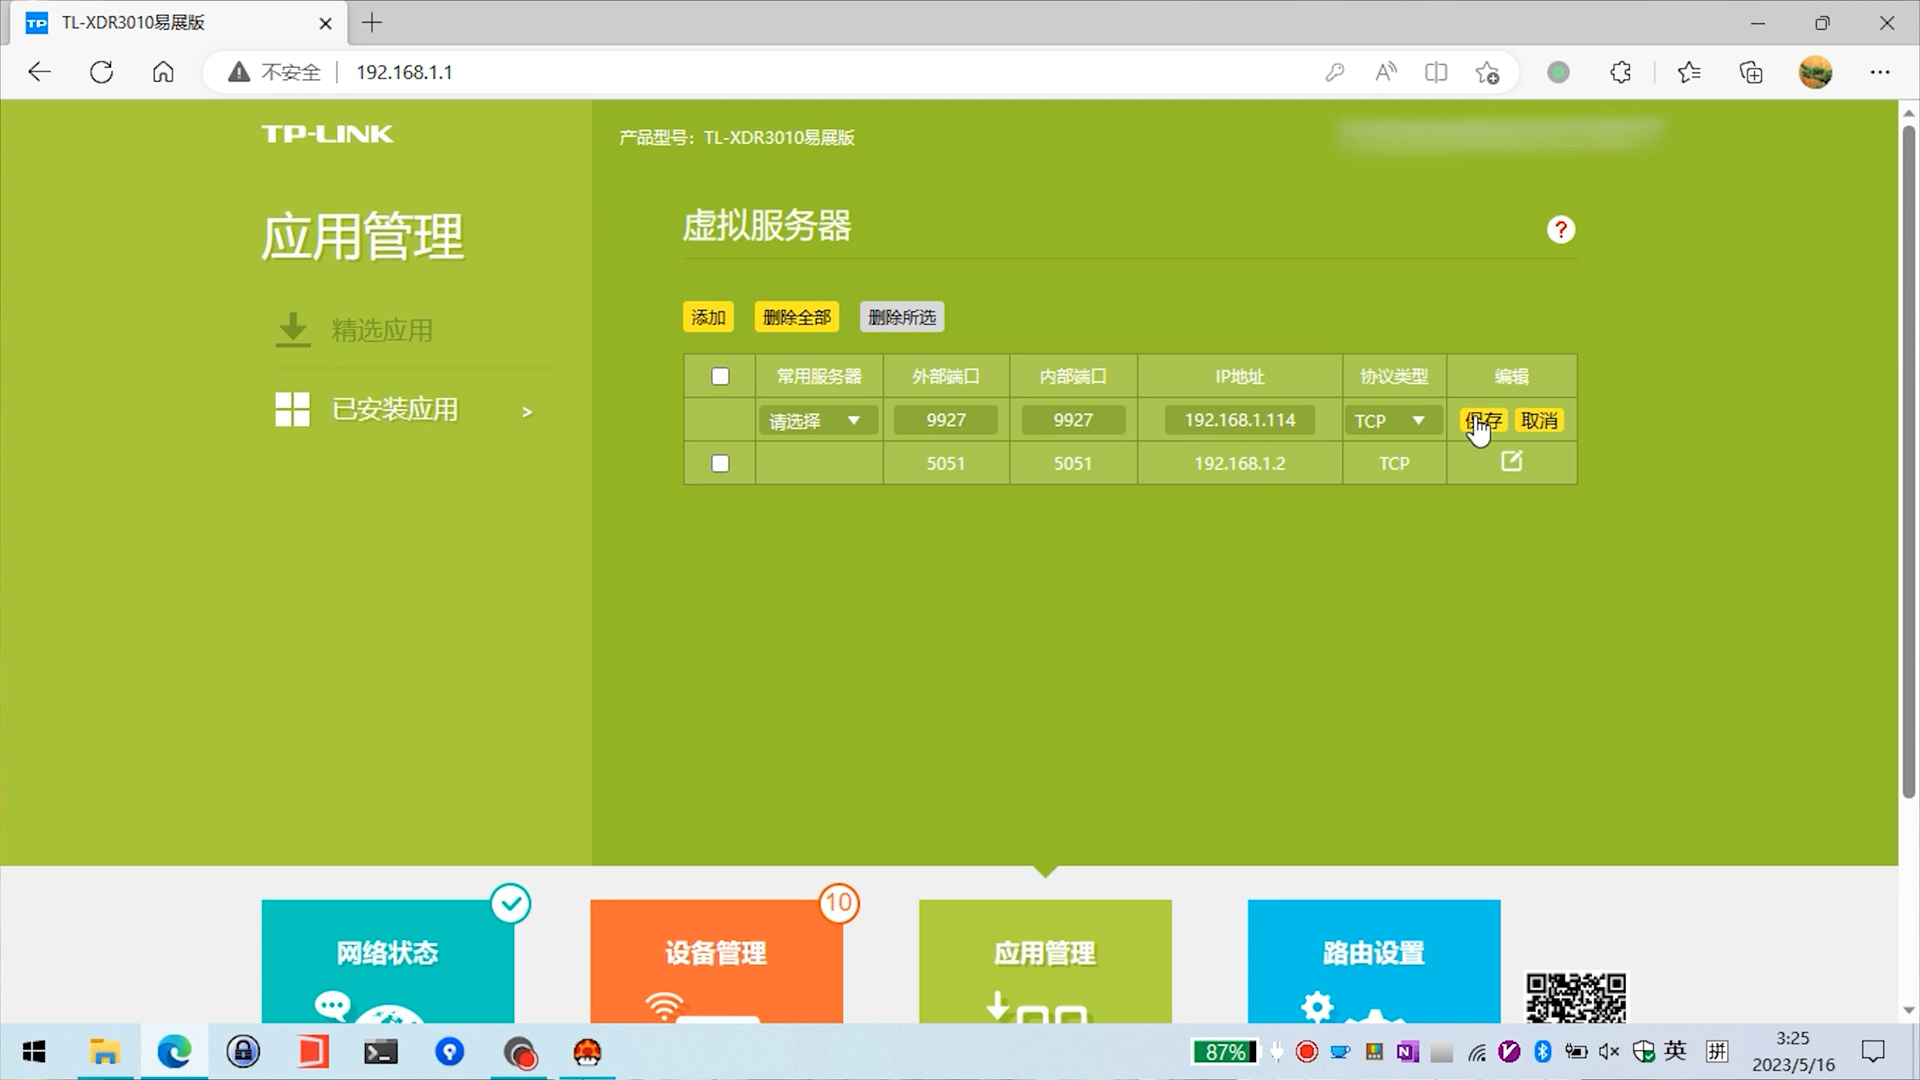 TP TL-XDR3010易展版
不安全 192.168.1.1
TP-LINK
产品型号：TL-XDR3010易展版
应用管理
精选应用
已安装应用 >
虚拟服务器
?
添加 删除全部 删除所选
常用服务器 外部端口 内部端口 IP地址 协议类型 编辑
请选择 9927 9927 192.168.1.114 TCP 保存 取消
5051 5051 192.168.1.2 TCP
网络状态
10
设备管理
应用管理
路由设置
87%
英
拼
3:25
2023/5/16